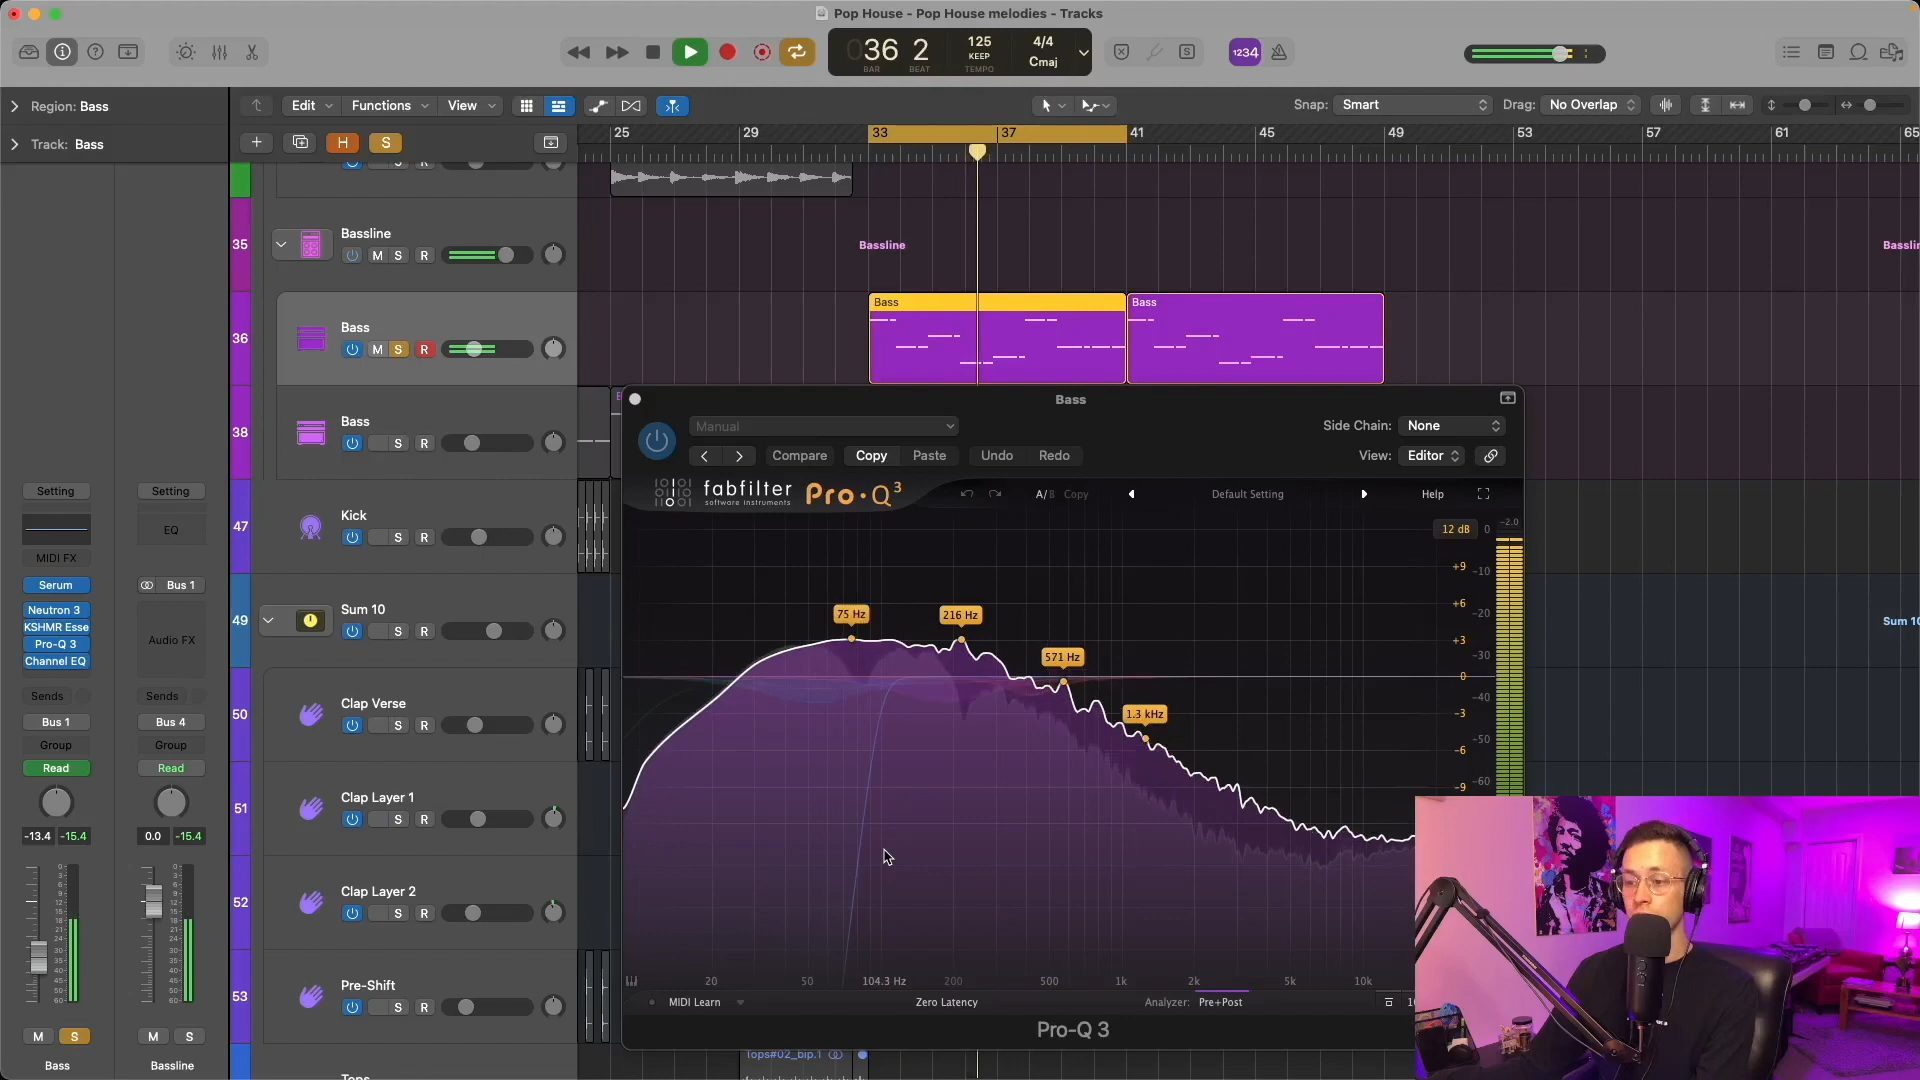 Pop House - Pop House melodies - Tracks
36 2
BAR BEAT
125
KEEP
TEMPO
4/4
Cmaj
1234
Region: Bass
Edit Functions View
Snap: Smart
Drag: No Overlap
Track: Bass
H S
25 29 33 37 41 45 49 53 57 61 65
35
Bassline
M S R
Bassline
Bassline
36
Bass
M S R
Bass
Bass
38
Bass
S R
Bass
Manual
Side Chain: None
Compare Copy Paste Undo Redo
View: Editor
fabfilter
software instruments
Pro·Q3
A/B Copy
Default Setting
Help
Setting Setting
EQ
MIDI FX
Serum
Bus 1
Neutron 3
KSHMR Esse
Pro-Q 3
Channel EQ
Audio FX
Sends Sends
Bus 1 Bus 4
Group Group
Read Read
-13.4 -15.4 0.0 -15.4
M S M S
Bass Bassline
47
Kick
S R
49
Sum 10
S R
Sum 10
50
Clap Verse
S R
51
Clap Layer 1
S R
52
Clap Layer 2
S R
53
Pre-Shift
S R
12 dB 0 -2.0
+9 -10
+6 -20
+3 -30
0 -40
-3 -50
-6 -60
-9
75 Hz
216 Hz
571 Hz
1.3 kHz
20 50 104.3 Hz 200 500 1k 2k 5k 10k
MIDI Learn
Zero Latency
Analyzer: Pre+Post
Pro-Q 3
Tops#02_bip.1